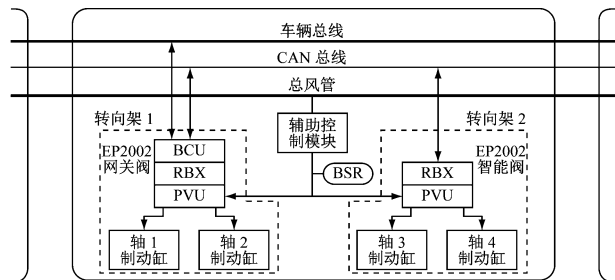 车辆总线
CAN 总线
总风管
转向架 1
转向架 2
辅助控
制模块
EP2002
网关阀
BCU
RBX
PVU
BSR
RBX
PVU
EP2002
智能阀
轴 1
制动缸
轴 2
制动缸
轴 3
制动缸
轴 4
制动缸